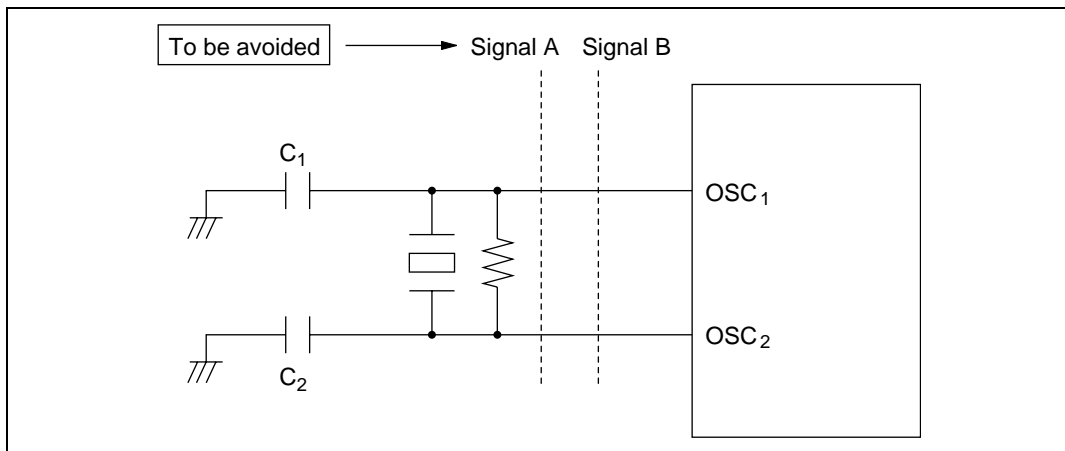 To be avoided
Signal A Signal B
C1
OSC1
OSC2
C2